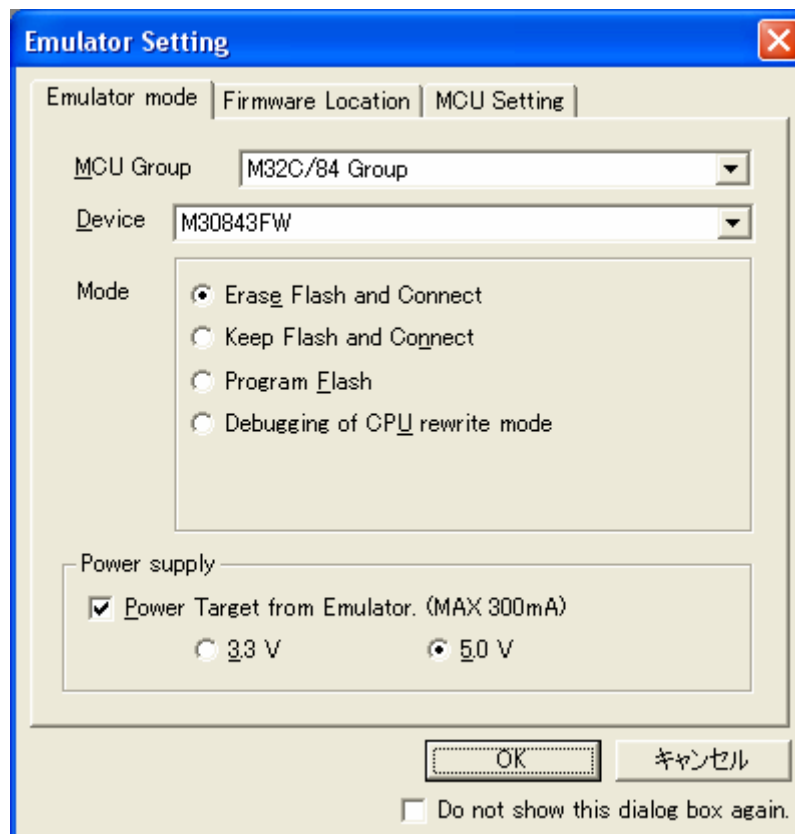 Emulator Setting
Emulator mode Firmware Location MCU Setting
MCU Group M32C/84 Group
Device M30843FW
Mode
Erase Flash and Connect
Keep Flash and Connect
Program Flash
Debugging of CPU rewrite mode
Power supply
Power Target from Emulator. (MAX 300mA)
3.3 V 5.0 V
OK キャンセル
Do not show this dialog box again.